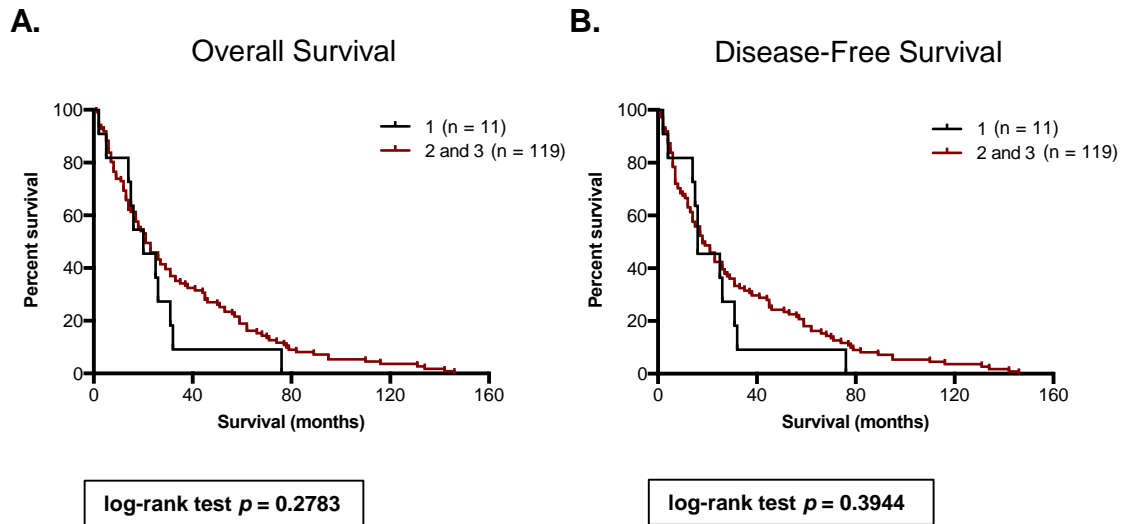 A.
Overall Survival
100
80
60
40
20
0
Percent survival
0 40 80 120 160
Survival (months)
1 (n = 11)
2 and 3 (n = 119)
log-rank test p = 0.2783
B.
Disease-Free Survival
100
80
60
40
20
0
Percent survival
0 40 80 120 160
Survival (months)
1 (n = 11)
2 and 3 (n = 119)
log-rank test p = 0.3944